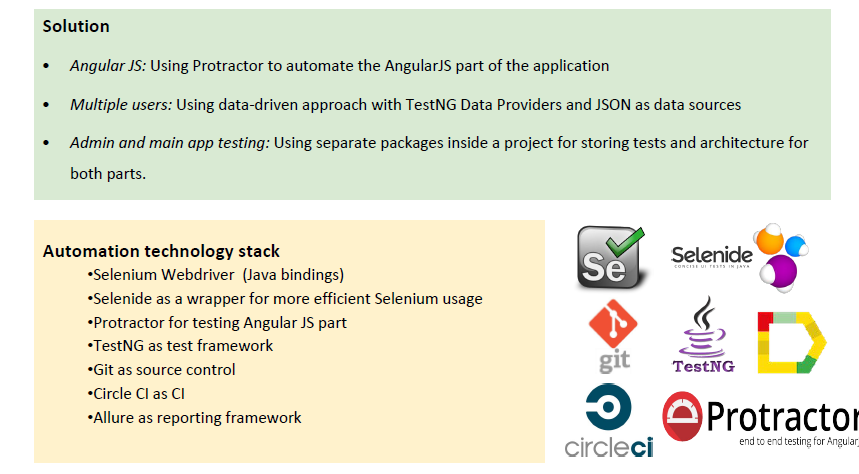 Solution
• Angular JS: Using Protractor to automate the AngularJS part of the application
• Multiple users: Using data-driven approach with TestNG Data Providers and JSON as data sources
• Admin and main app testing: Using separate packages inside a project for storing tests and architecture for
both parts.
Automation technology stack
•Selenium Webdriver (Java bindings)
•Selenide as a wrapper for more efficient Selenium usage
•Protractor for testing Angular JS part
•TestNG as test framework
•Git as source control
•Circle CI as CI
•Allure as reporting framework
Se
Selenide
CONCISE UI TESTS IN JAVA
git
TestNG
circleci
Protractor
end to end testing for Angular